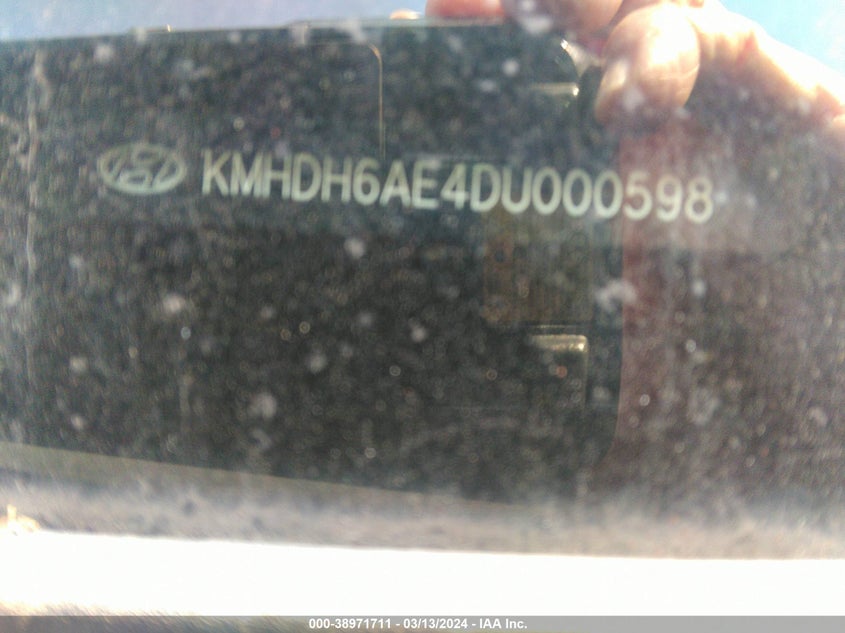 KMHDH6AE4DU000598
000-38971711 - 03/13/2024 - IAA Inc.